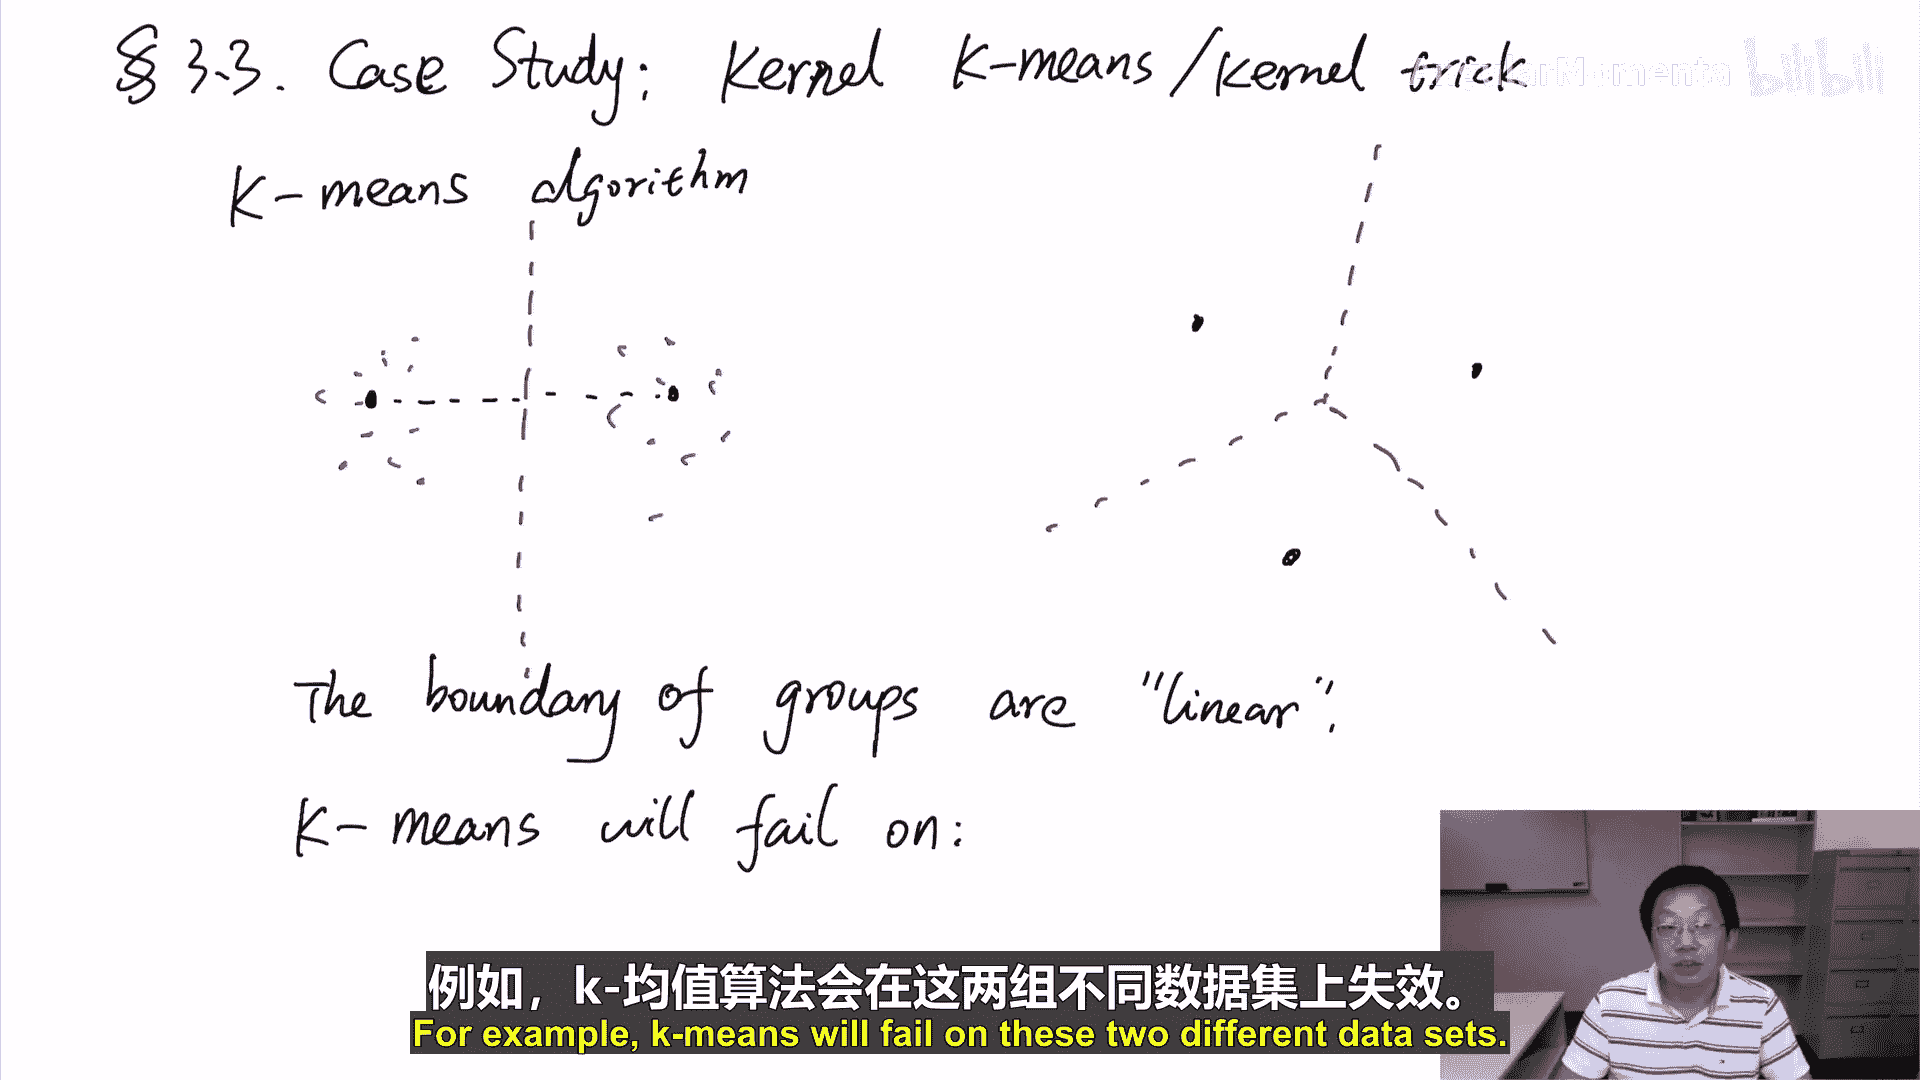 § 3.3. Case Study: Kernel K-means / Kernel trick
AngularMomenta bilibili
K-means algorithm
The boundary of groups are "linear".
K-means will fail on:
例如，k-均值算法会在这两组不同数据集上失效。
For example, k-means will fail on these two different data sets.